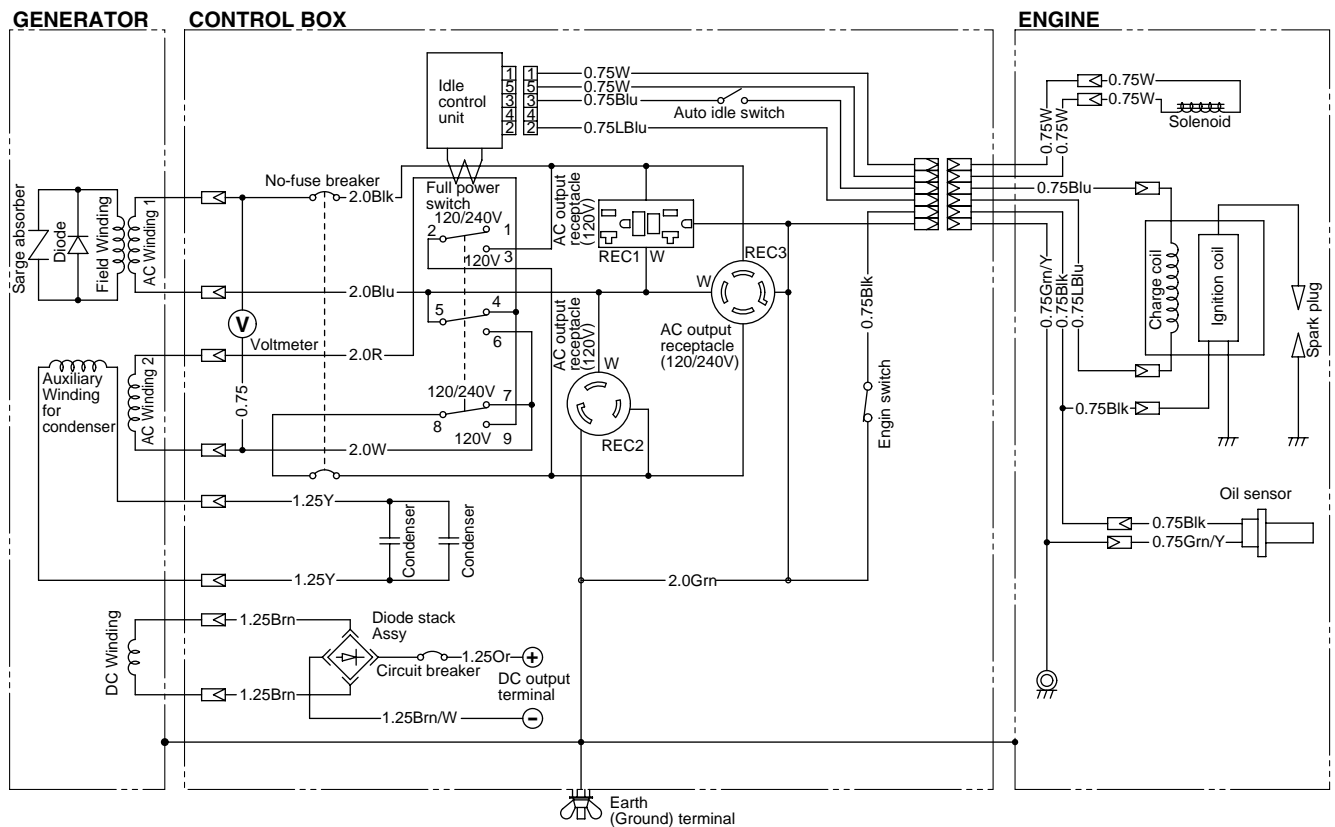 GENERATOR
CONTROL BOX
ENGINE
Idle
control
unit
1
5
3
4
2
1
5
3
4
2
0.75W
0.75W
0.75Blu
Auto idle switch
0.75LBlu
0.75W
0.75W
0.75W
0.75W
Solenoid
0.75Blu
Sarge absorber
Diode
Field Winding
AC Winding 1
No-fuse breaker
2.0Blk
Full power
switch
120/240V
2
1
120V
3
AC output
receptacle
(120V)
REC1
W
REC3
W
2.0Blu
V
Voltmeter
5
4
6
AC output
receptacle
(120V)
W
AC output
receptacle
(120/240V)
0.75Blk
0.75Grn/Y
0.75Blk
0.75LBlu
Charge coil
Ignition coil
Spark plug
2.0R
Auxiliary
Winding
for
condenser
AC Winding 2
0.75
120/240V
7
8
120V
9
REC2
Engin switch
0.75Blk
2.0W
1.25Y
Condenser
Condenser
1.25Y
Oil sensor
0.75Blk
0.75Grn/Y
2.0Grn
DC Winding
1.25Brn
Diode stack
Assy
Circuit breaker
1.25Or
+
DC output
terminal
1.25Brn
1.25Brn/W
−
Earth
(Ground) terminal